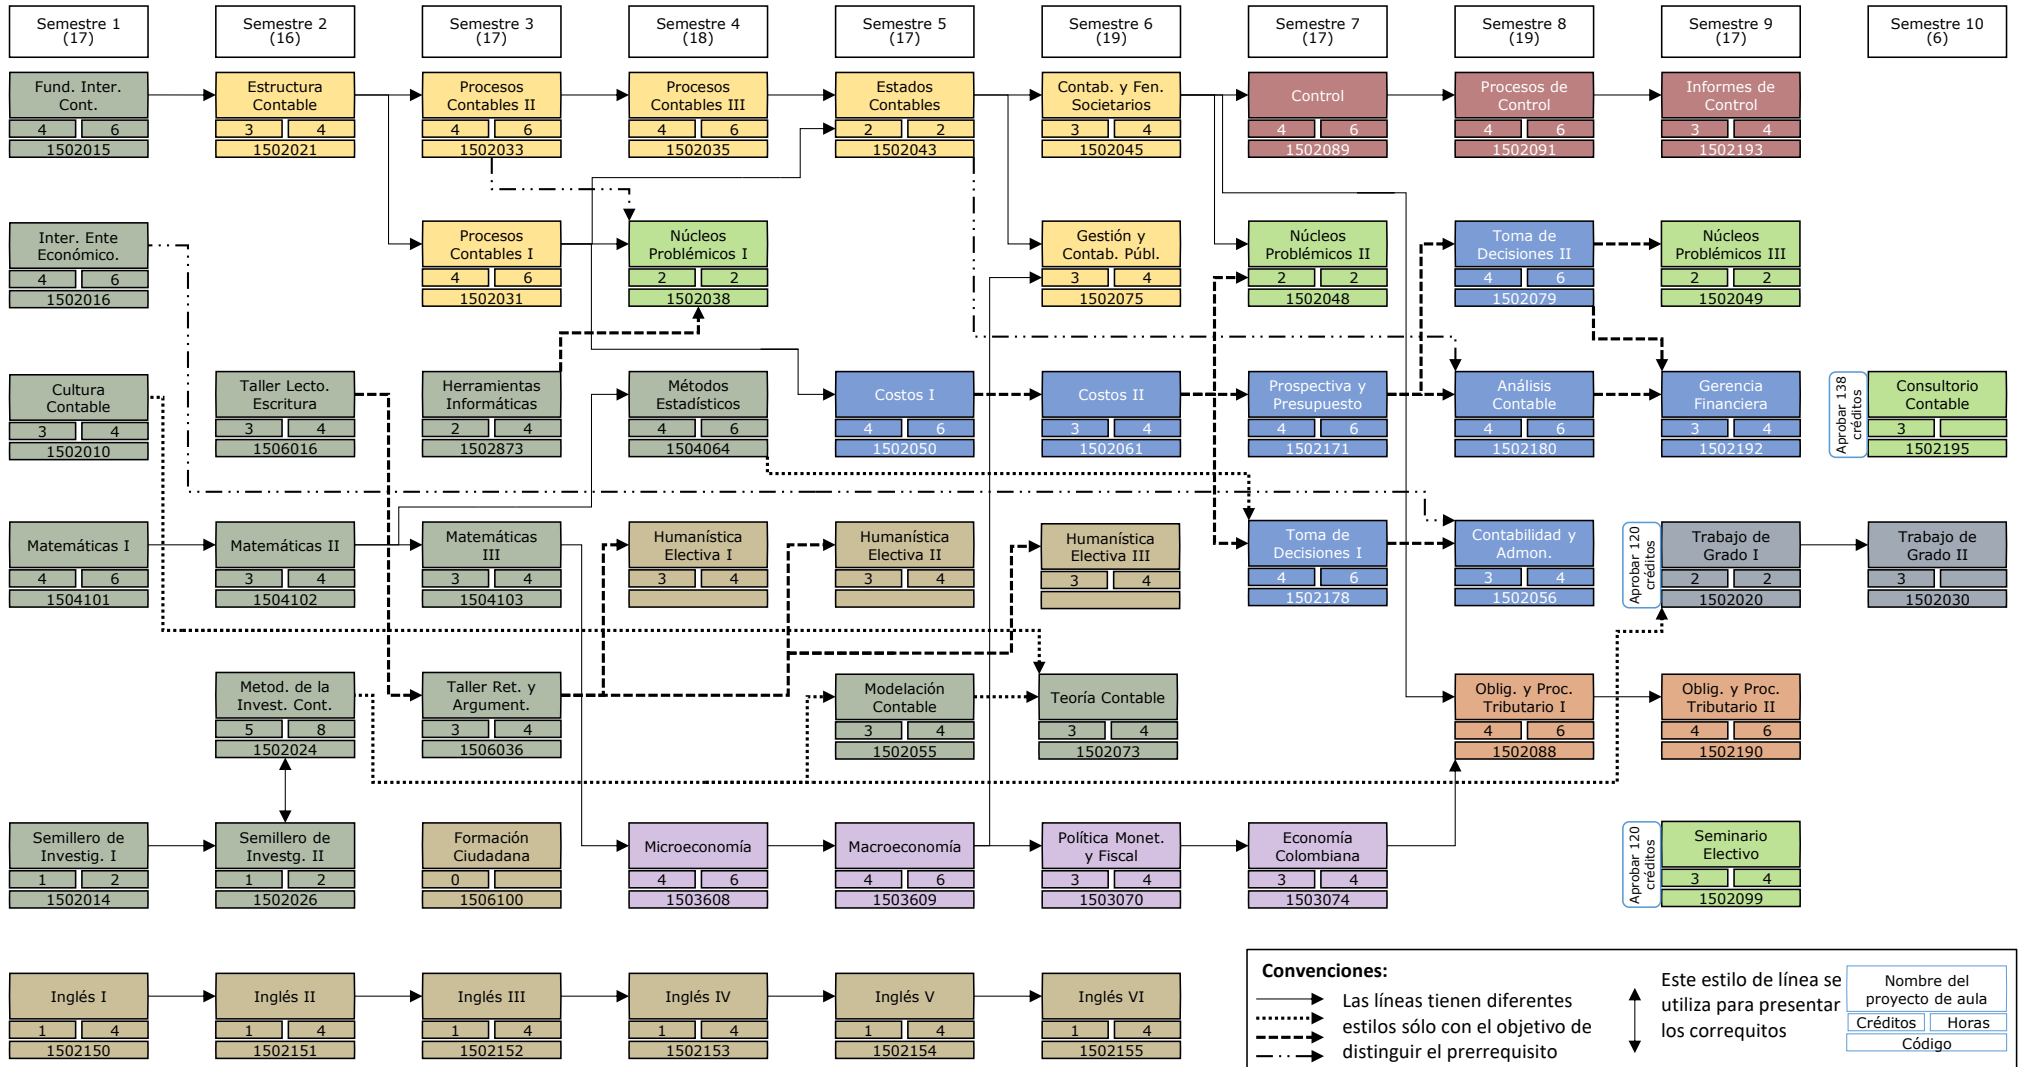 Semestre 1
(17)
Semestre 2
(16)
Semestre 3
(17)
Semestre 4
(18)
Semestre 5
(17)
Semestre 6
(19)
Semestre 7
(17)
Semestre 8
(19)
Semestre 9
(17)
Semestre 10
(6)
Fund. Inter.
Cont.
4 6
1502015
Estructura
Contable
3 4
1502021
Procesos
Contables II
4 6
1502033
Procesos
Contables III
4 6
1502035
Estados
Contables
2 2
1502043
Contab. y Fen.
Societarios
3 4
1502045
Control
4 6
1502089
Procesos de
Control
4 6
1502091
Informes de
Control
3 4
1502193
Inter. Ente
Económico.
4 6
1502016
Procesos
Contables I
4 6
1502031
Núcleos
Problémicos I
2 2
1502038
Gestión y
Contab. Públ.
3 4
1502075
Núcleos
Problémicos II
2 2
1502048
Toma de
Decisiones II
4 6
1502079
Núcleos
Problémicos III
2 2
1502049
Cultura
Contable
3 4
1502010
Taller Lecto.
Escritura
3 4
1506016
Herramientas
Informáticas
2 4
1502873
Métodos
Estadísticos
4 6
1504064
Costos I
4 6
1502050
Costos II
3 4
1502061
Prospectiva y
Presupuesto
4 6
1502171
Análisis
Contable
4 6
1502180
Gerencia
Financiera
3 4
1502192
Aprobar 138
créditos
Consultorio
Contable
3
1502195
Matemáticas I
4 6
1504101
Matemáticas II
3 4
1504102
Matemáticas
III
3 4
1504103
Humanística
Electiva I
3 4
Humanística
Electiva II
3 4
Humanística
Electiva III
3 4
Toma de
Decisiones I
4 6
1502178
Contabilidad y
Admon.
3 4
1502056
Aprobar 120
créditos
Trabajo de
Grado I
2 2
1502020
Trabajo de
Grado II
3
1502030
Metod. de la
Invest. Cont.
5 8
1502024
Taller Ret. y
Argument.
3 4
1506036
Modelación
Contable
3 4
1502055
Teoría Contable
3 4
1502073
Oblig. y Proc.
Tributario I
4 6
1502088
Oblig. y Proc.
Tributario II
4 6
1502190
Semillero de
Investig. I
1 2
1502014
Semillero de
Investg. II
1 2
1502026
Formación
Ciudadana
0
1506100
Microeconomía
4 6
1503608
Macroeconomía
4 6
1503609
Política Monet.
y Fiscal
3 4
1503070
Economía
Colombiana
3 4
1503074
Aprobar 120
créditos
Seminario
Electivo
3 4
1502099
Inglés I
1 4
1502150
Inglés II
1 4
1502151
Inglés III
1 4
1502152
Inglés IV
1 4
1502153
Inglés V
1 4
1502154
Inglés VI
1 4
1502155
Convenciones:
Las líneas tienen diferentes
estilos sólo con el objetivo de
distinguir el prerrequisito
Este estilo de línea se
utiliza para presentar
los correquitos
Nombre del
proyecto de aula
Créditos Horas
Código